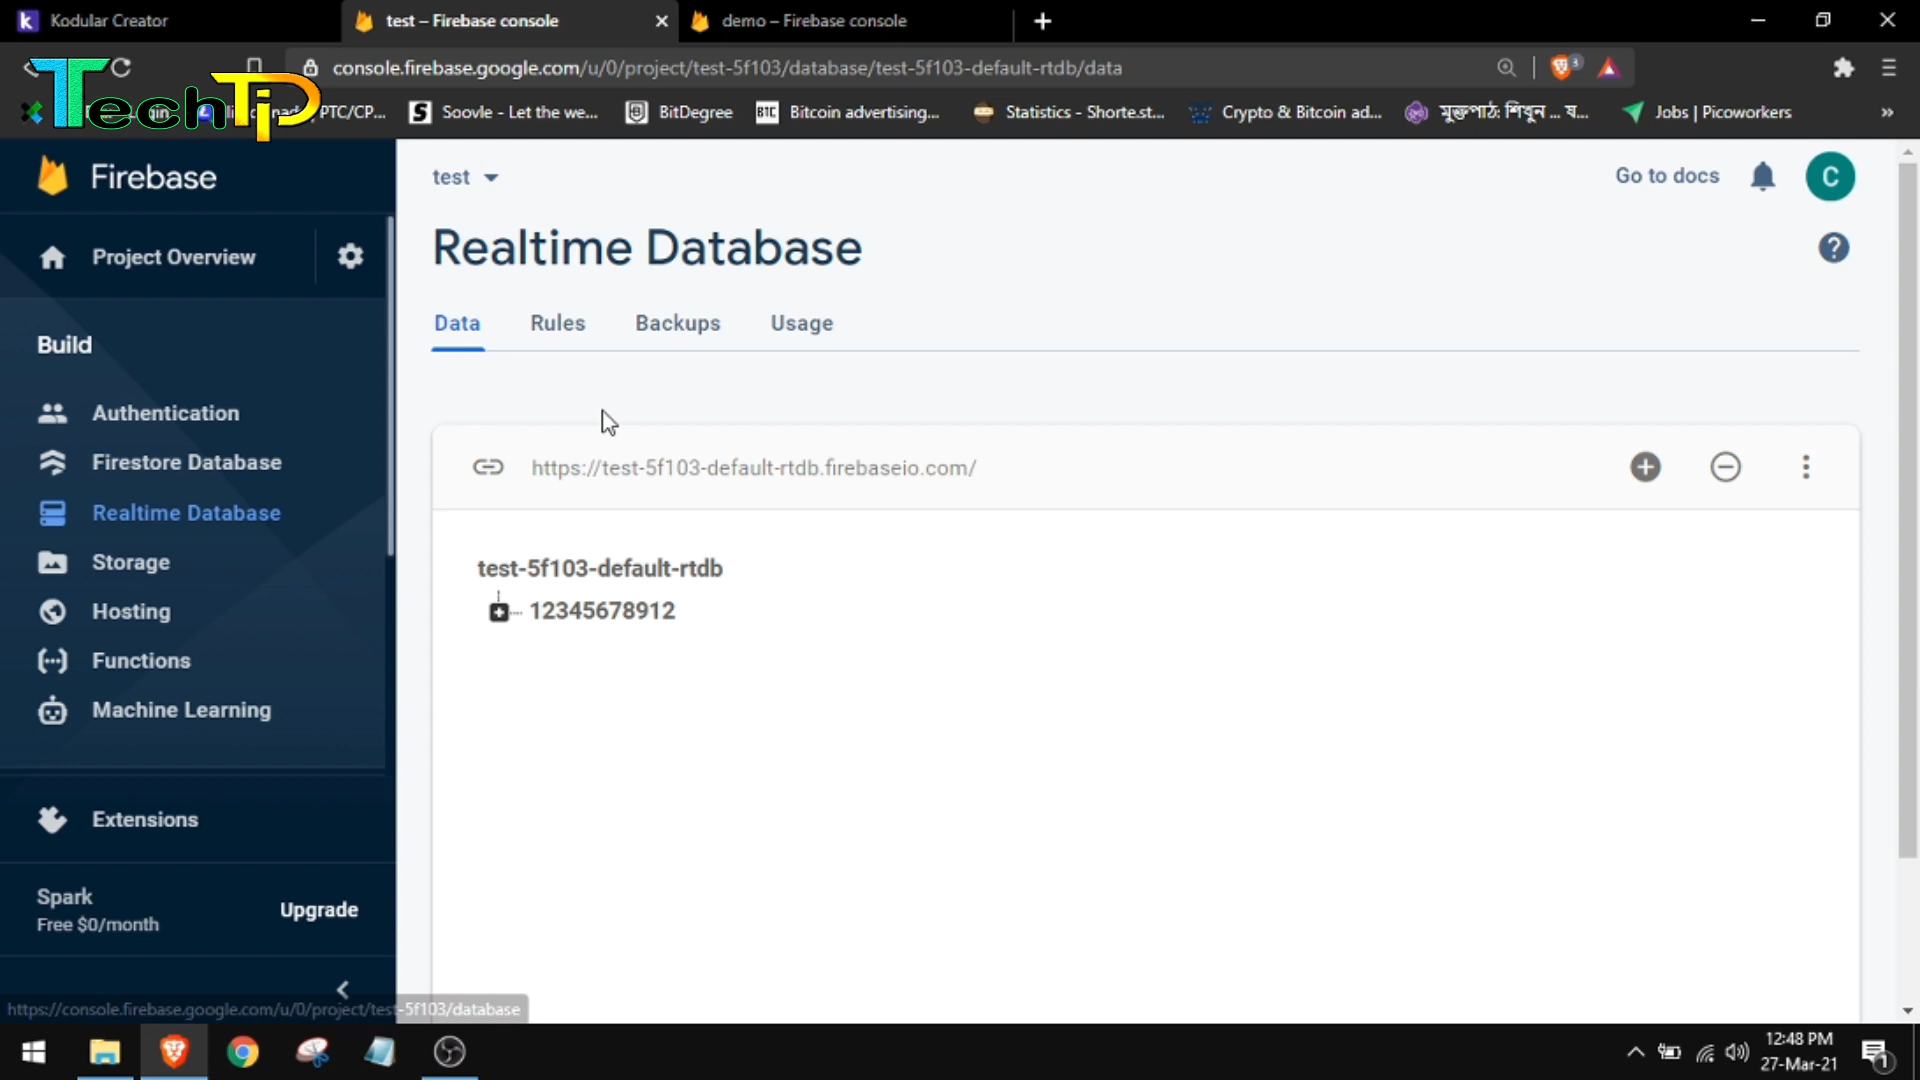 Kodular Creator
test – Firebase console
demo – Firebase console
console.firebase.google.com/u/0/project/test-5f103/database/test-5f103-default-rtdb/data
3
TechTip
Login
PTC/CP...
Soovle - Let the we...
BitDegree
BTC Bitcoin advertising...
Statistics - Shorte.st...
Crypto & Bitcoin ad...
মুক্তপাঠ: শিখুন ... য...
Jobs | Picoworkers
»
Firebase
test
Go to docs
C
Project Overview
Realtime Database
Data
Rules
Backups
Usage
Build
Authentication
Firestore Database
Realtime Database
Storage
Hosting
Functions
Machine Learning
https://test-5f103-default-rtdb.firebaseio.com/
test-5f103-default-rtdb
12345678912
Extensions
Spark
Free $0/month
Upgrade
https://console.firebase.google.com/u/0/project/test-5f103/database
12:48 PM
27-Mar-21
1